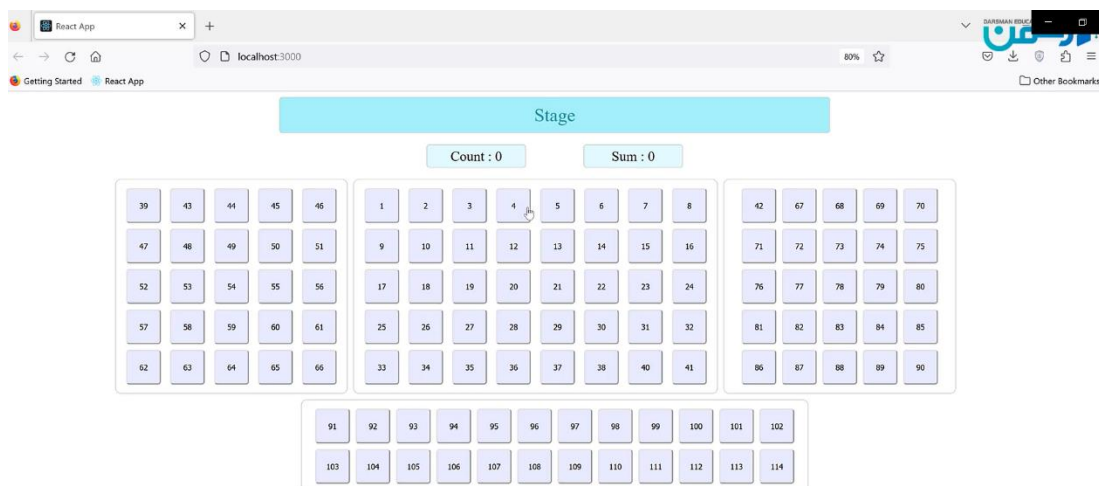 React App
localhost:3000
80%
Getting Started
React App
Other Bookmarks
Stage
Count : 0
Sum : 0
39 43 44 45 46
47 48 49 50 51
52 53 54 55 56
57 58 59 60 61
62 63 64 65 66
1 2 3 4 5 6 7 8
9 10 11 12 13 14 15 16
17 18 19 20 21 22 23 24
25 26 27 28 29 30 31 32
33 34 35 36 37 38 40 41
42 67 68 69 70
71 72 73 74 75
76 77 78 79 80
81 82 83 84 85
86 87 88 89 90
91 92 93 94 95 96 97 98 99 100 101 102
103 104 105 106 107 108 109 110 111 112 113 114